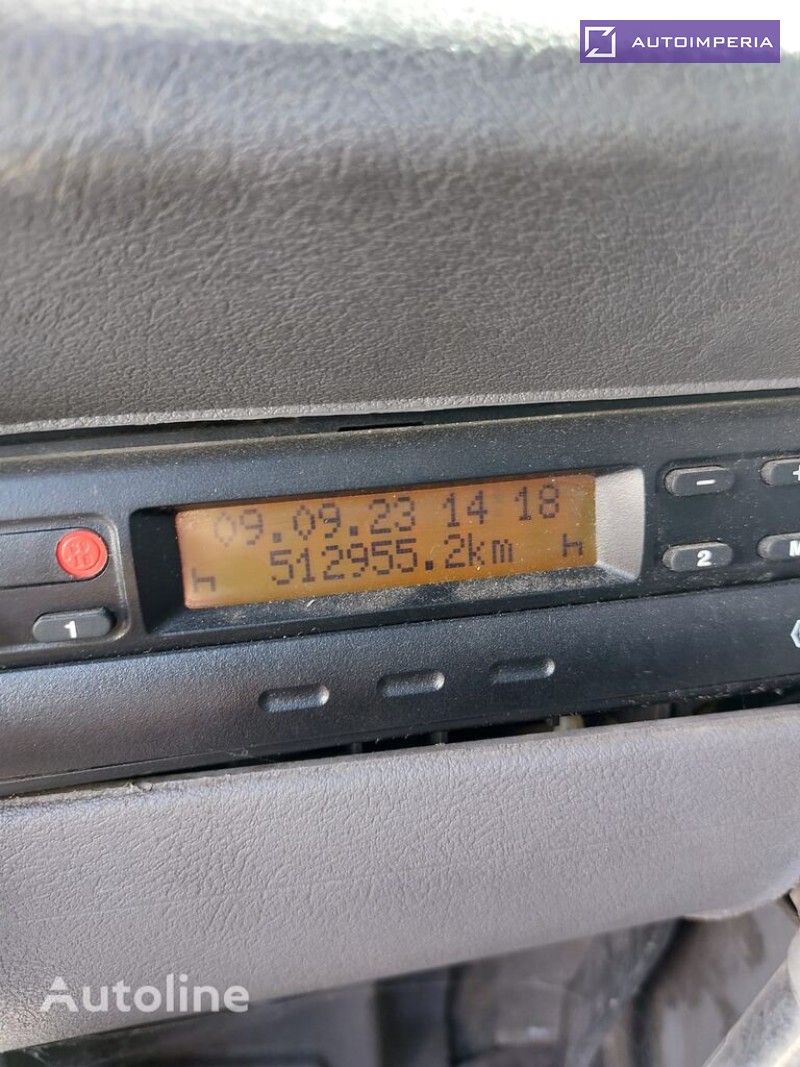 AUTOIMPERIA
09.09.23 14 18
512955.2km
1
2
M
Autoline